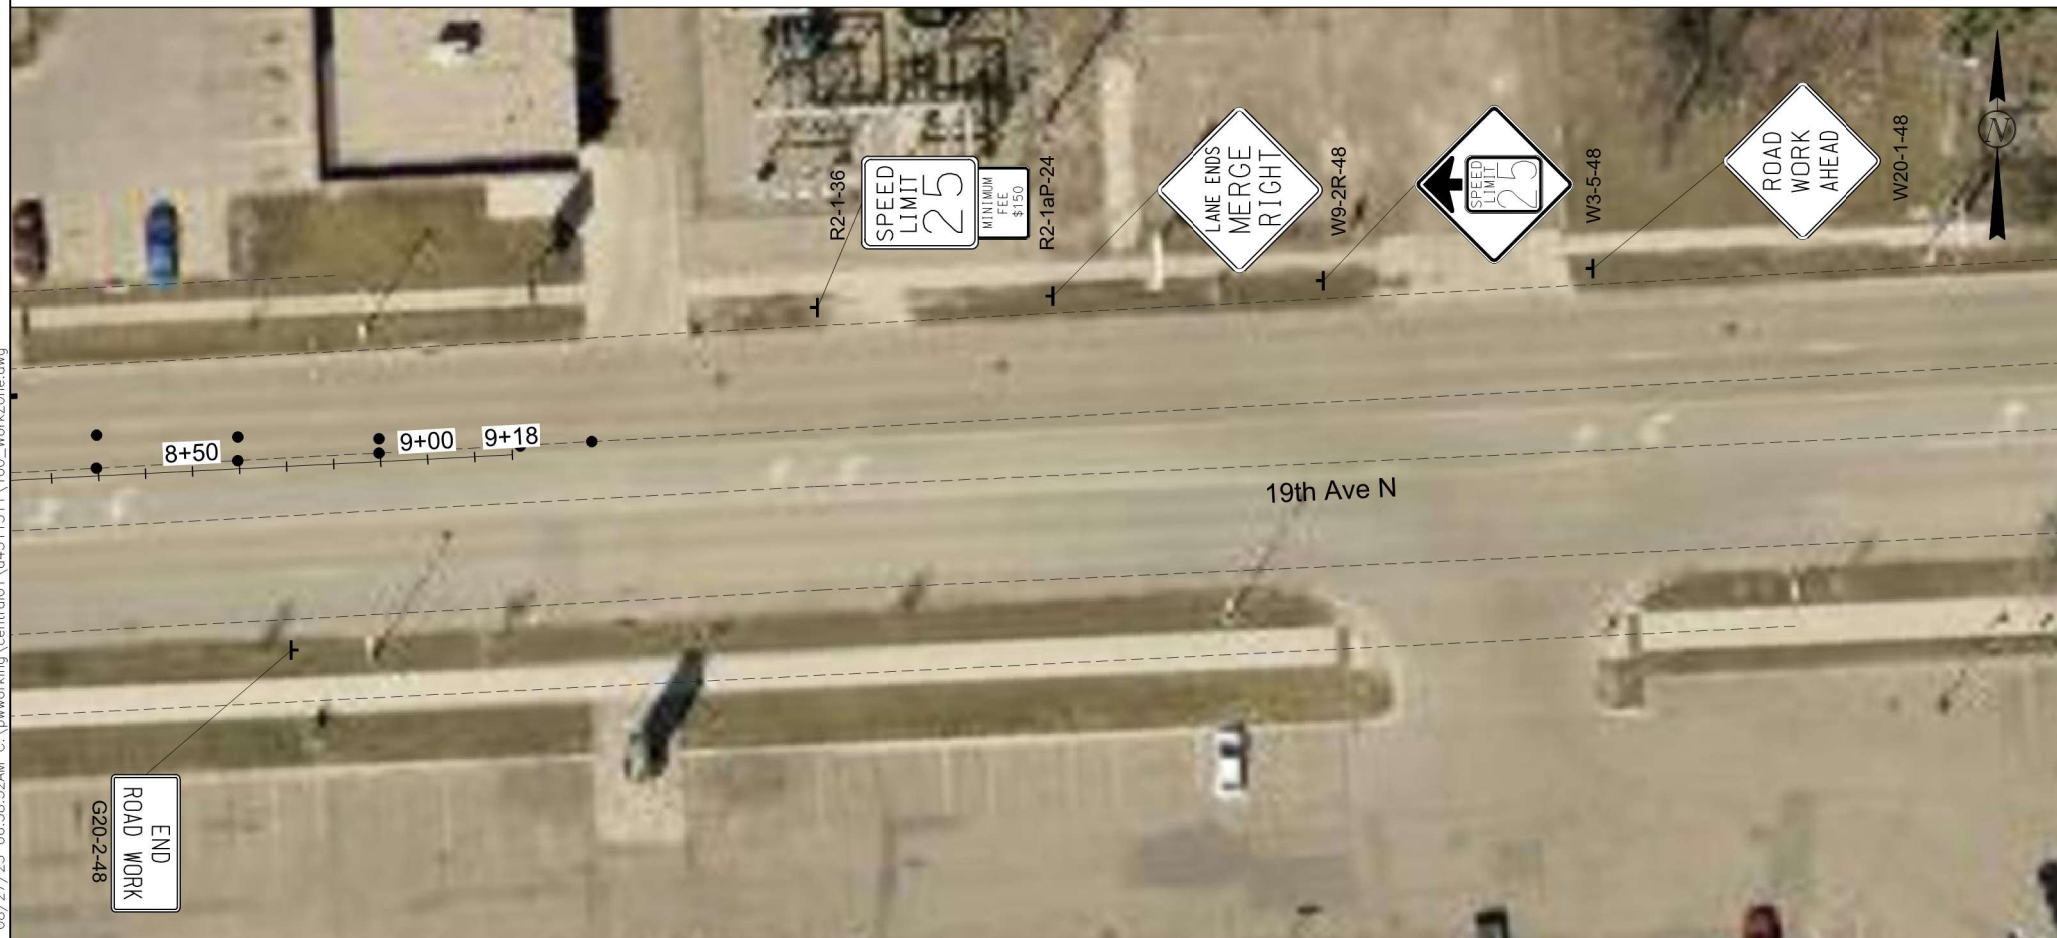 R2-1-36
SPEED
LIMIT
25
MINIMUM
FEE
$150
R2-1aP-24
LANE ENDS
MERGE
RIGHT
W9-2R-48
SPEED
LIMIT
25
W3-5-48
ROAD
WORK
AHEAD
W20-1-48
N
8+50
9+00
9+18
19th Ave N
END
ROAD WORK
G20-2-48